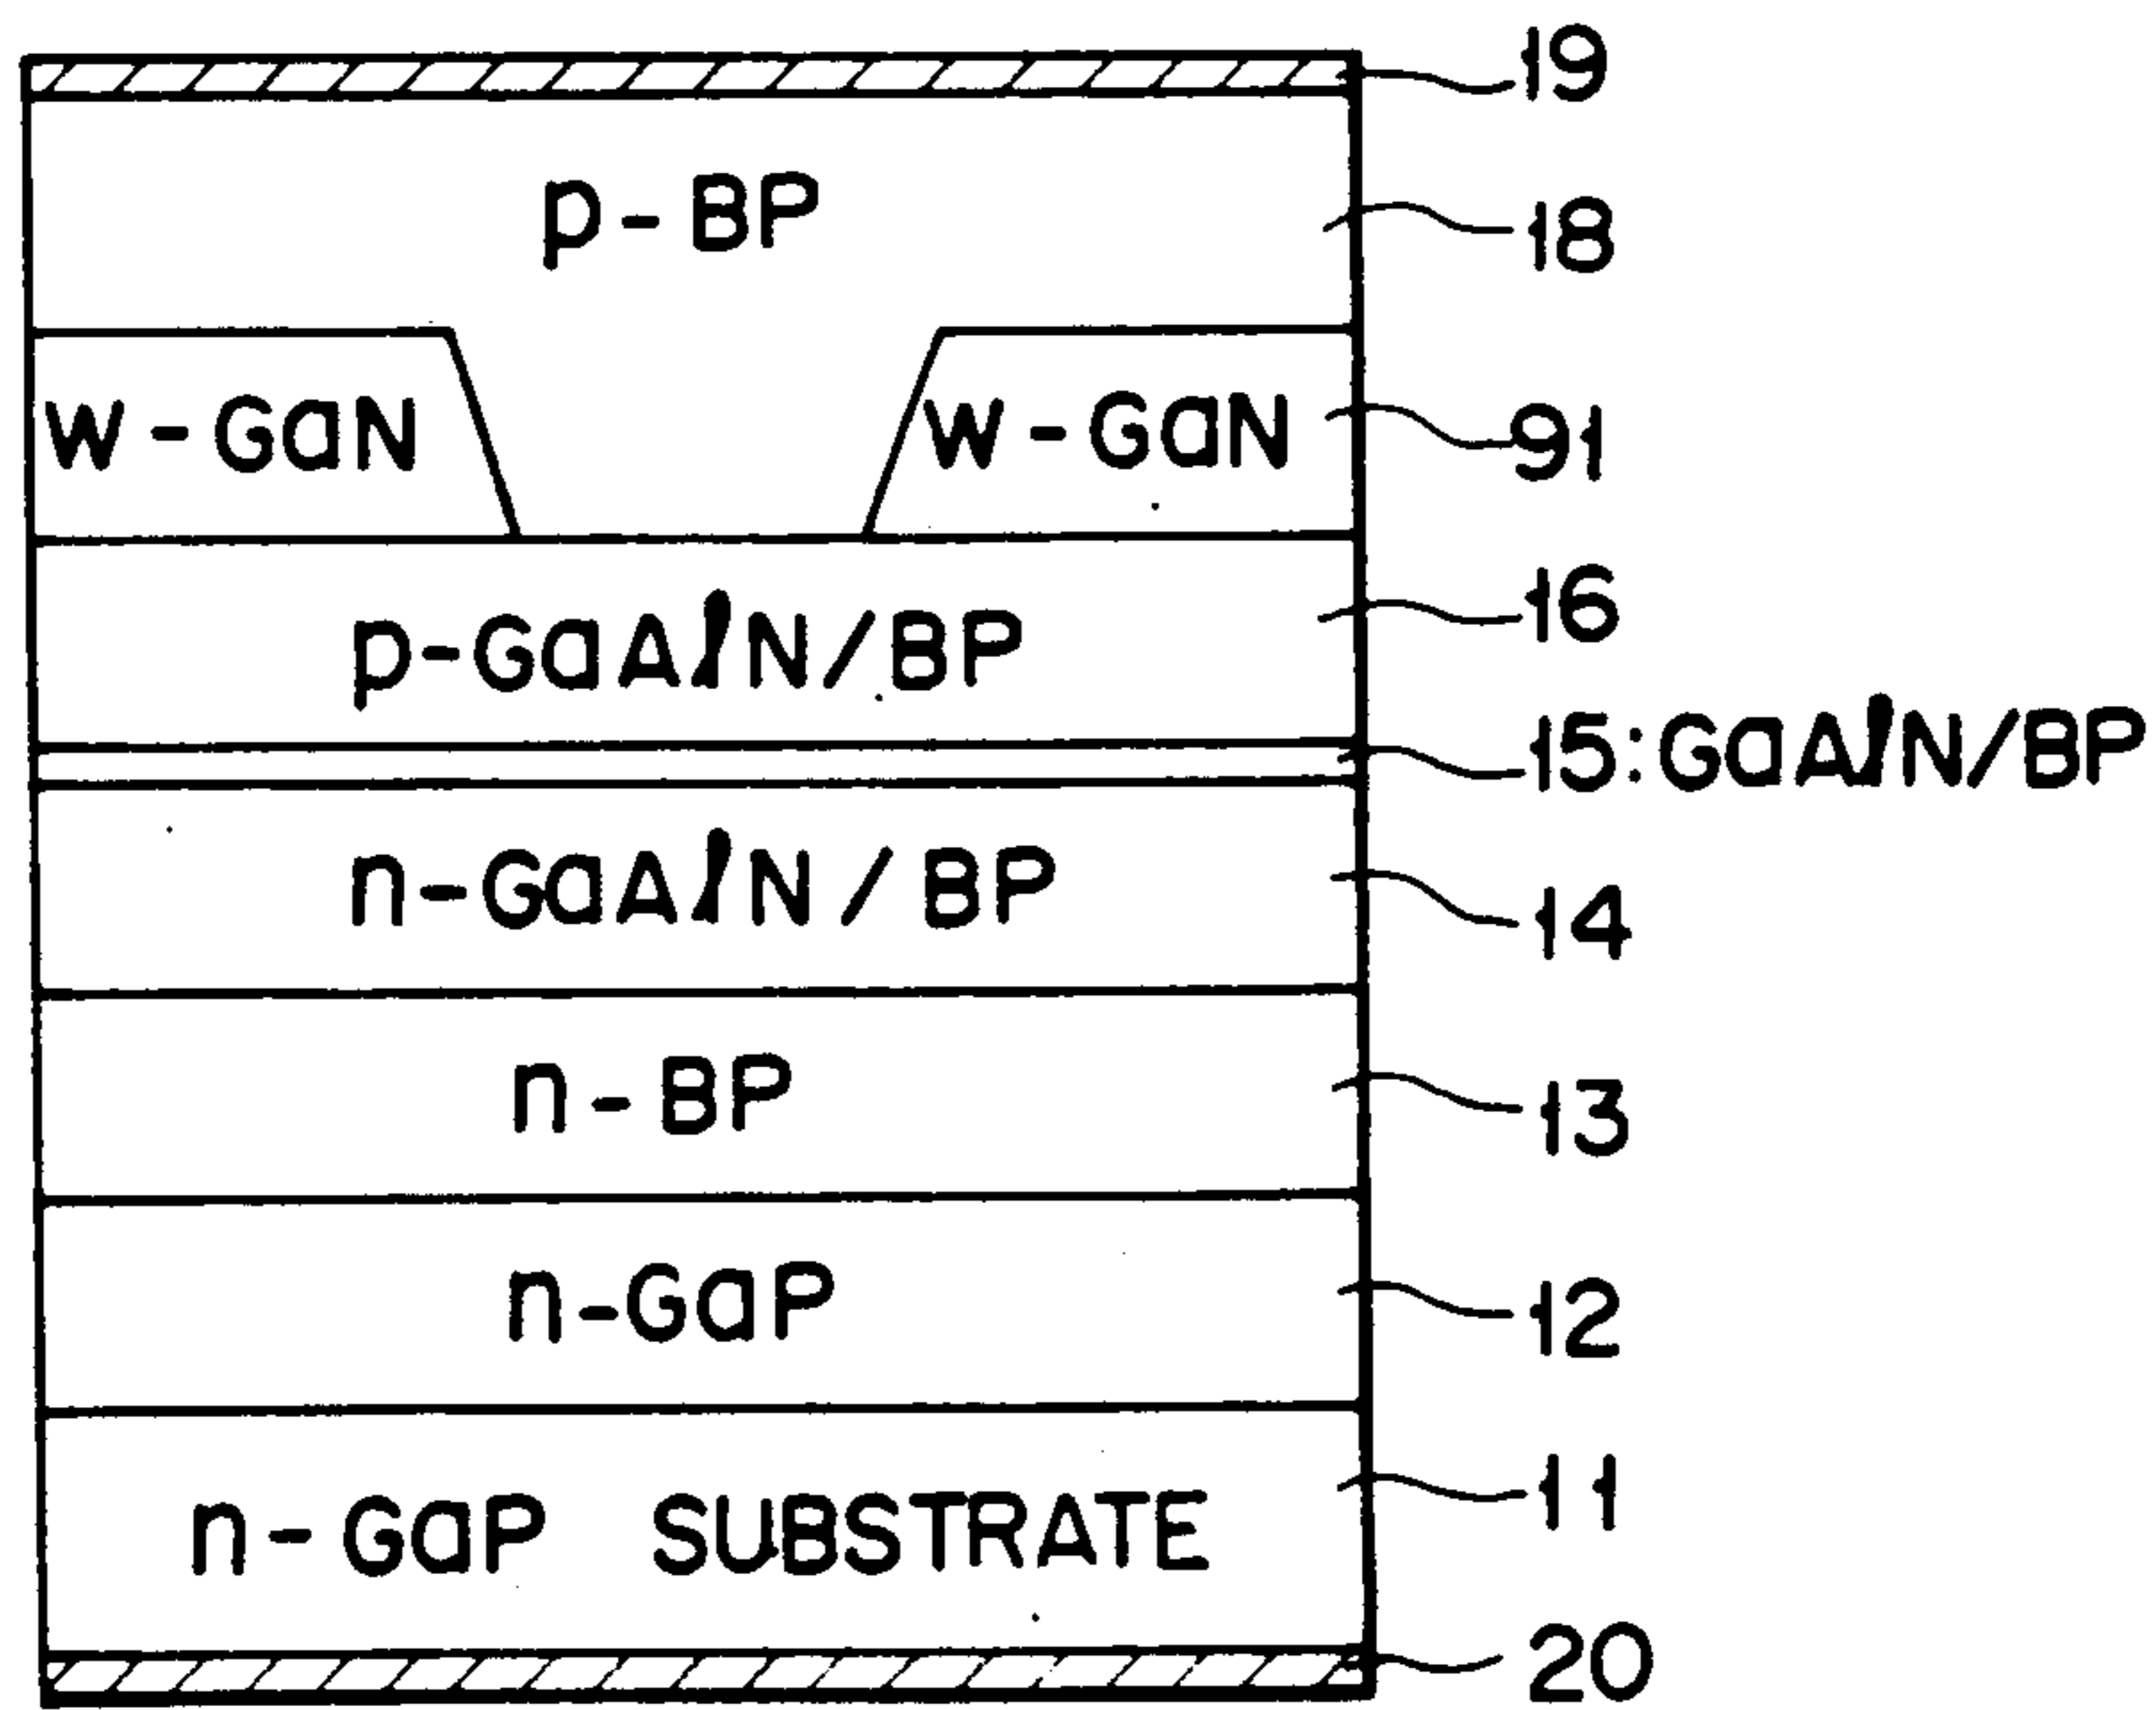 19
p-BP
18
w-GaN w-GaN
91
16
p-GaAlN/BP
15:GaAlN/BP
n-GaAlN/BP
14
n-BP
13
n-GaP
12
11
n-GaP SUBSTRATE
20